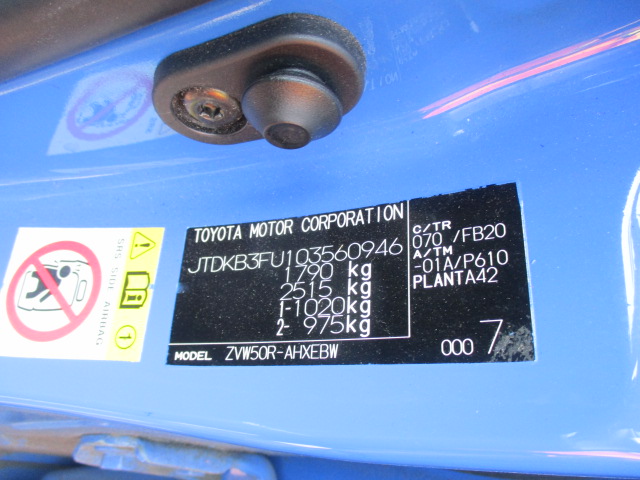 TOYOTA MOTOR CORPORATION
JTDKB3FU103560946
1790 kg
2515 kg
1-1020kg
2- 975kg
MODEL ZVW50R-AHXEBW
C/TR
070 /FB20
A/TM
-01A/P610
PLANTA42
000 7
SRS SIDE AIRBAG